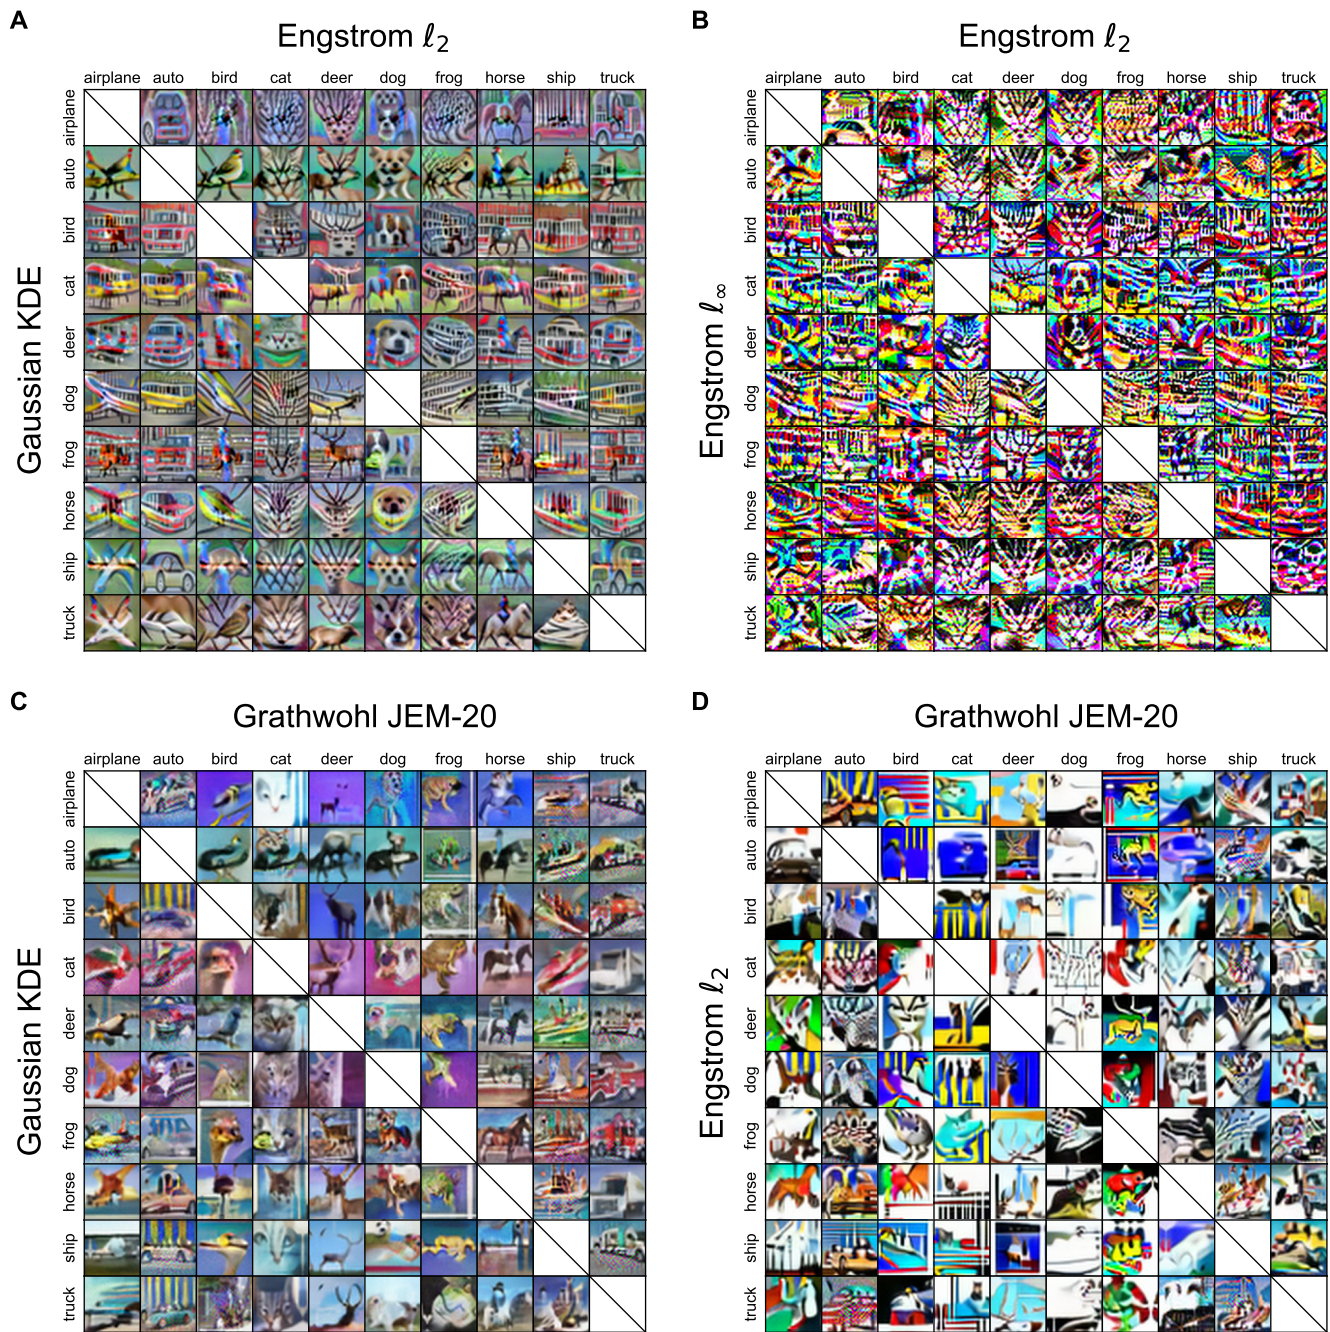 A
Engstrom ℓ2
airplane auto bird cat deer dog frog horse ship truck
Gaussian KDE
airplane
auto
bird
cat
deer
dog
frog
horse
ship
truck
B
Engstrom ℓ2
airplane auto bird cat deer dog frog horse ship truck
Engstrom ℓ∞
airplane
auto
bird
cat
deer
dog
frog
horse
ship
truck
C
Grathwohl JEM-20
airplane auto bird cat deer dog frog horse ship truck
Gaussian KDE
airplane
auto
bird
cat
deer
dog
frog
horse
ship
truck
D
Grathwohl JEM-20
airplane auto bird cat deer dog frog horse ship truck
Engstrom ℓ2
airplane
auto
bird
cat
deer
dog
frog
horse
ship
truck